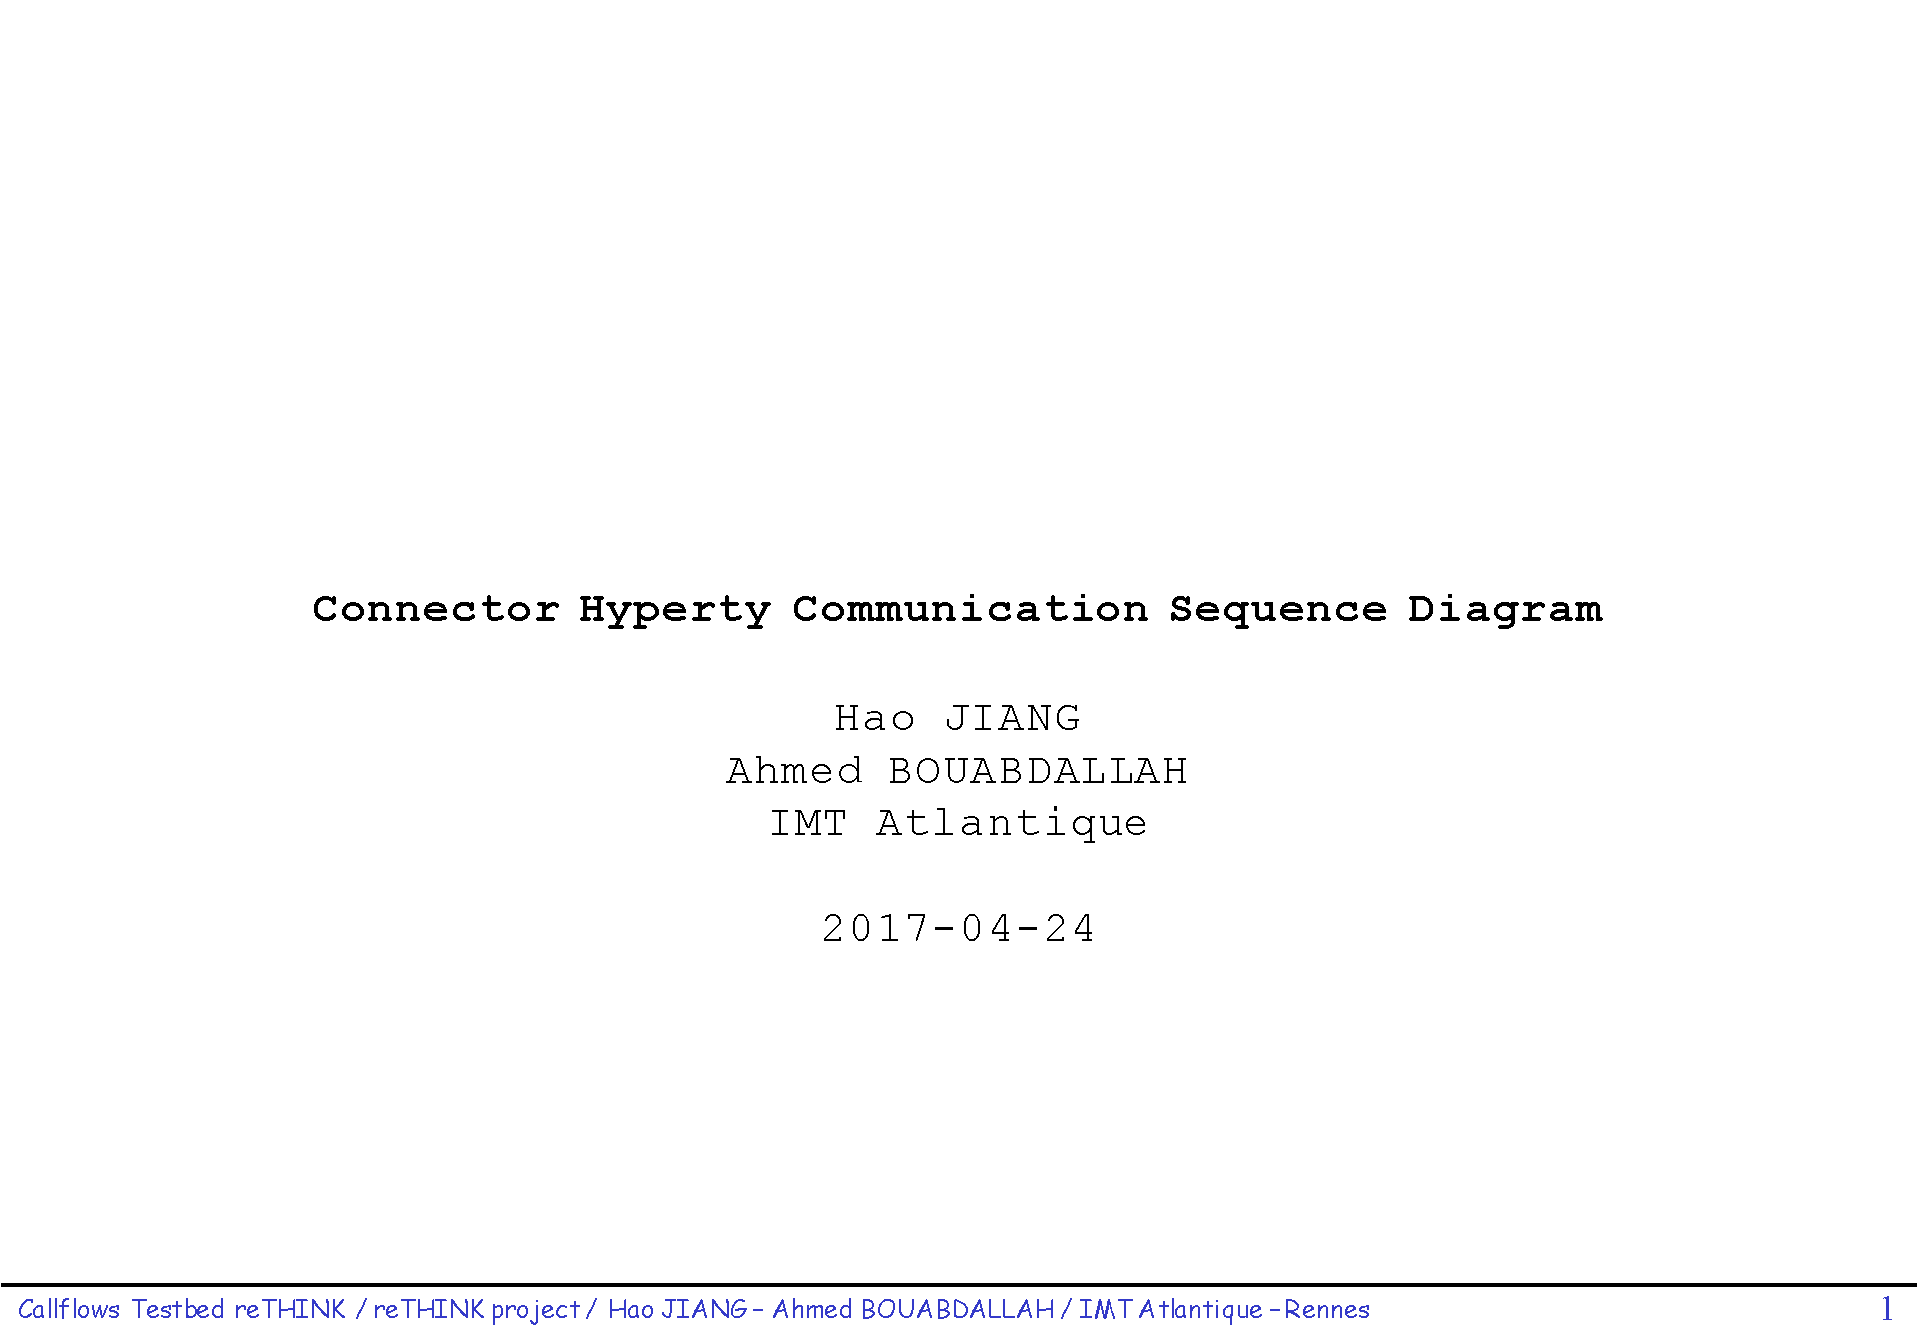 Connector Hyperty Communication Sequence Diagram
Hao JIANG
Ahmed BOUABDALLAH
IMT Atlantique
2017-04-24
Callflows Testbed reTHINK / reTHINK project / Hao JIANG – Ahmed BOUABDALLAH / IMT Atlantique – Rennes 1